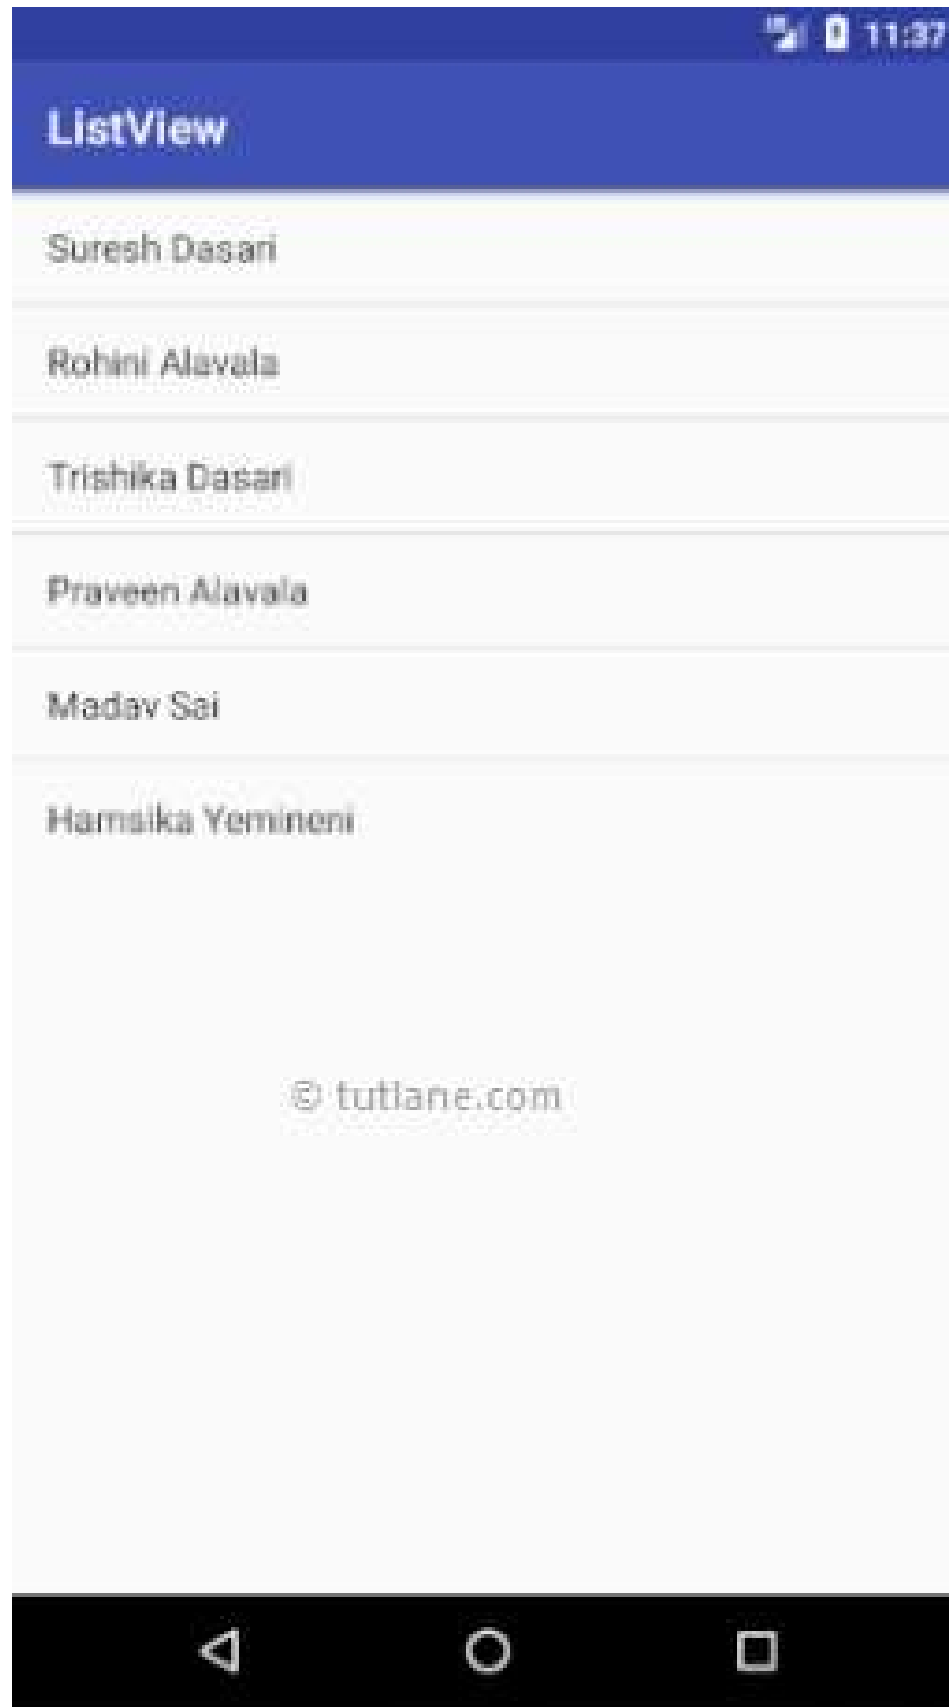 11:37
ListView
Suresh Dasari
Rohini Alavala
Trishika Dasari
Praveen Alavala
Madav Sai
Hamsika Yemineni
© tutlane.com